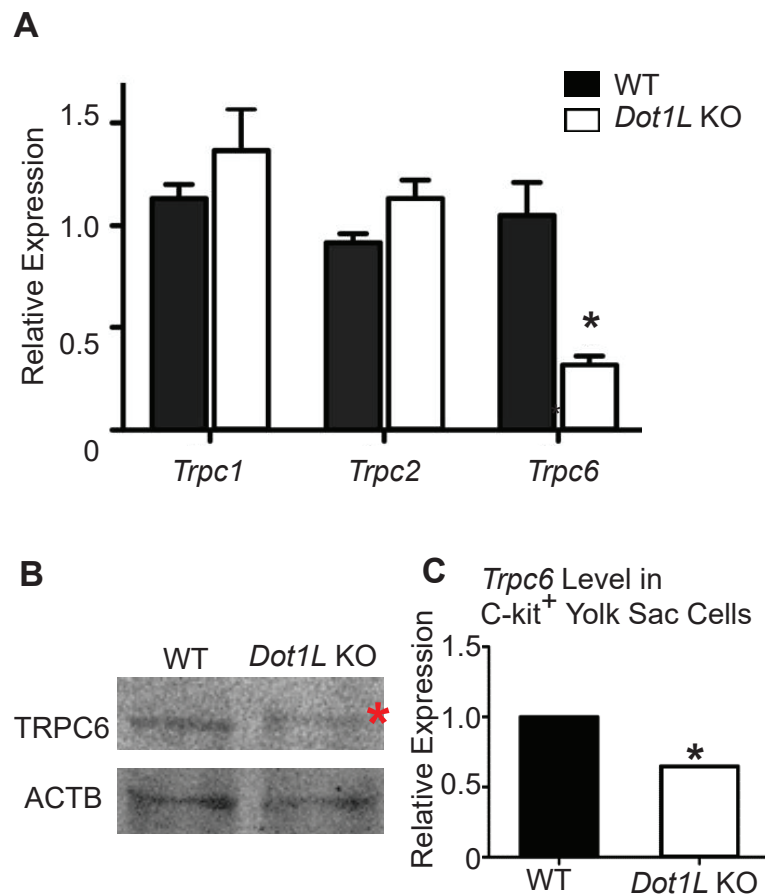 A
WT
Dot1L KO
Relative Expression
1.5
1.0
0.5
0
*
Trpc1
Trpc2
Trpc6
B
WT
Dot1L KO
TRPC6
*
ACTB
C
Trpc6 Level in
C-kit+ Yolk Sac Cells
Relative Expression
1.5
1.0
0.5
0
*
WT
Dot1L KO